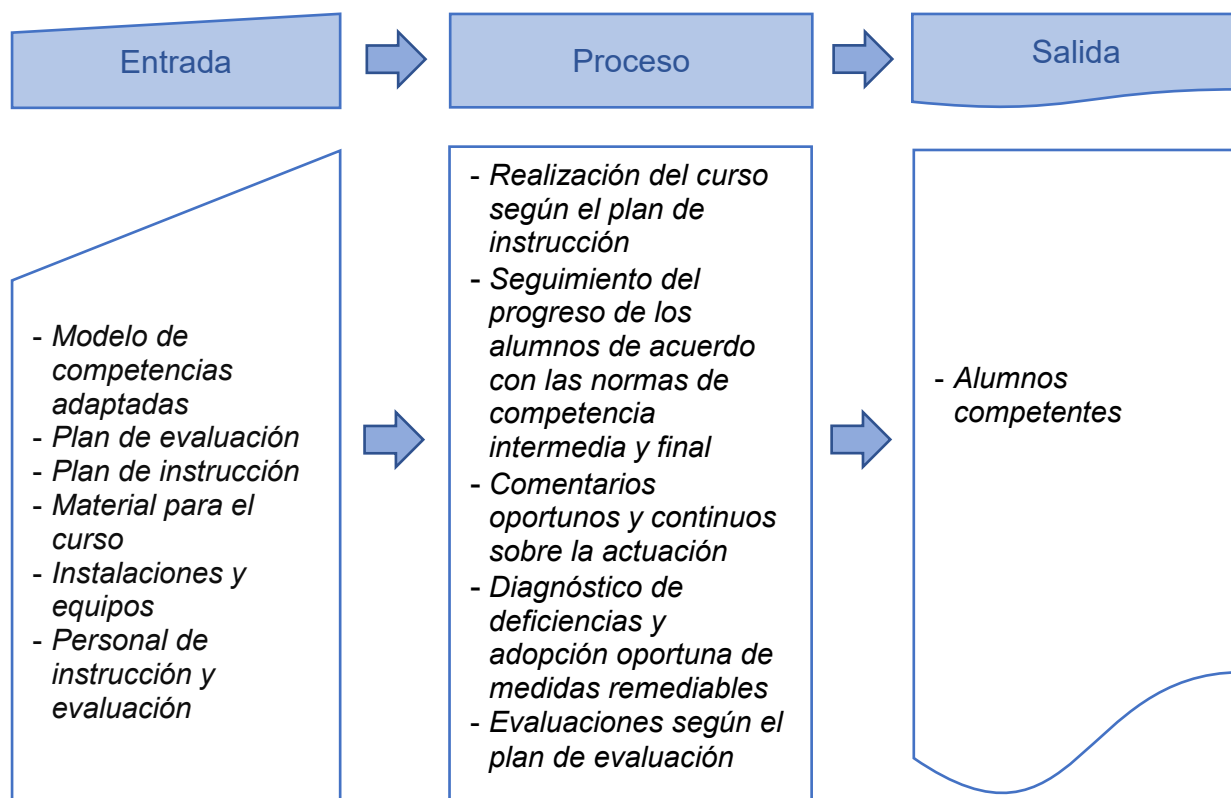 Entrada
Proceso
Salida
- Modelo de
competencias
adaptadas
- Plan de evaluación
- Plan de instrucción
- Material para el
curso
- Instalaciones y
equipos
- Personal de
instrucción y
evaluación
- Realización del curso
según el plan de
instrucción
- Seguimiento del
progreso de los
alumnos de acuerdo
con las normas de
competencia
intermedia y final
- Comentarios
oportunos y continuos
sobre la actuación
- Diagnóstico de
deficiencias y
adopción oportuna de
medidas remediables
- Evaluaciones según el
plan de evaluación
- Alumnos
competentes